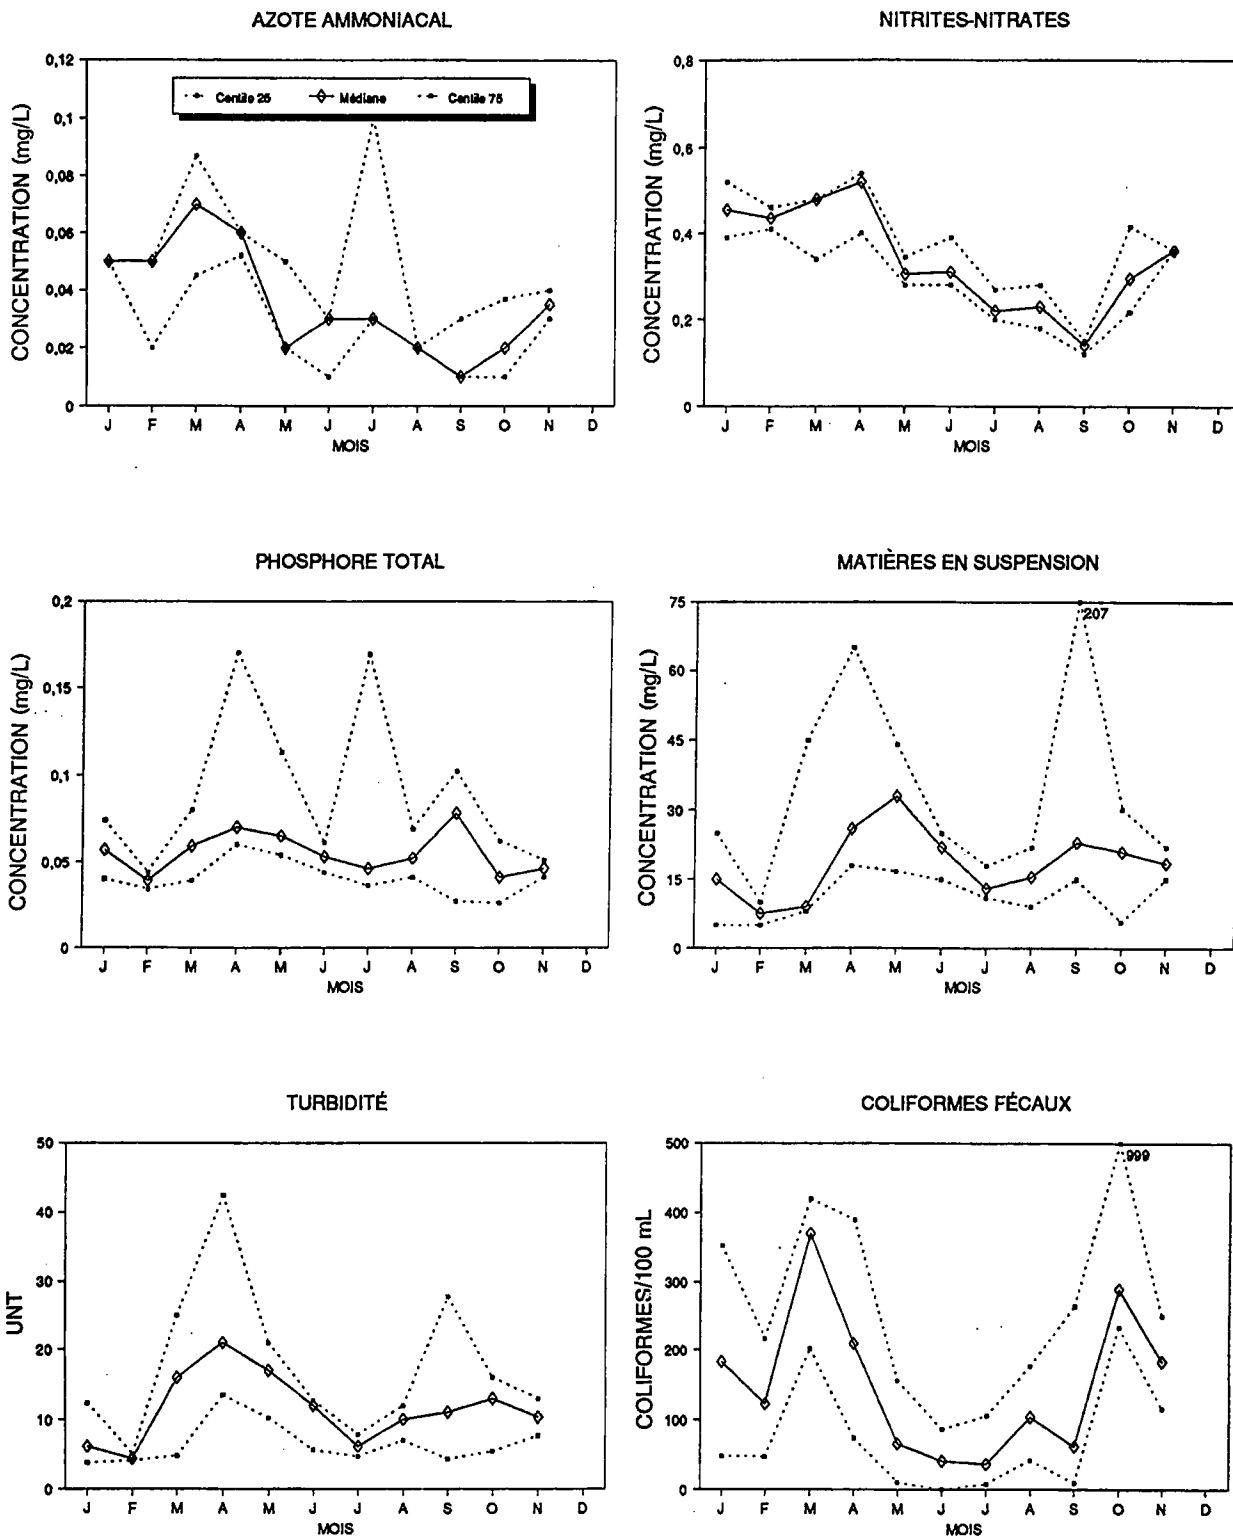 AZOTE AMMONIACAL
CONCENTRATION (mg/L)
0,12
0,1
0,08
0,06
0,04
0,02
0
Centile 25 Médiane Centile 75
J F M A M J J A S O N D
MOIS
NITRITES-NITRATES
CONCENTRATION (mg/L)
0,8
0,6
0,4
0,2
0
J F M A M J J A S O N D
MOIS
PHOSPHORE TOTAL
CONCENTRATION (mg/L)
0,2
0,15
0,1
0,05
0
J F M A M J J A S O N D
MOIS
MATIÈRES EN SUSPENSION
CONCENTRATION (mg/L)
75
60
45
30
15
0
207
J F M A M J J A S O N D
MOIS
TURBIDITÉ
UNT
50
40
30
20
10
0
J F M A M J J A S O N D
MOIS
COLIFORMES FÉCAUX
COLIFORMES/100 mL
500
400
300
200
100
0
999
J F M A M J J A S O N D
MOIS